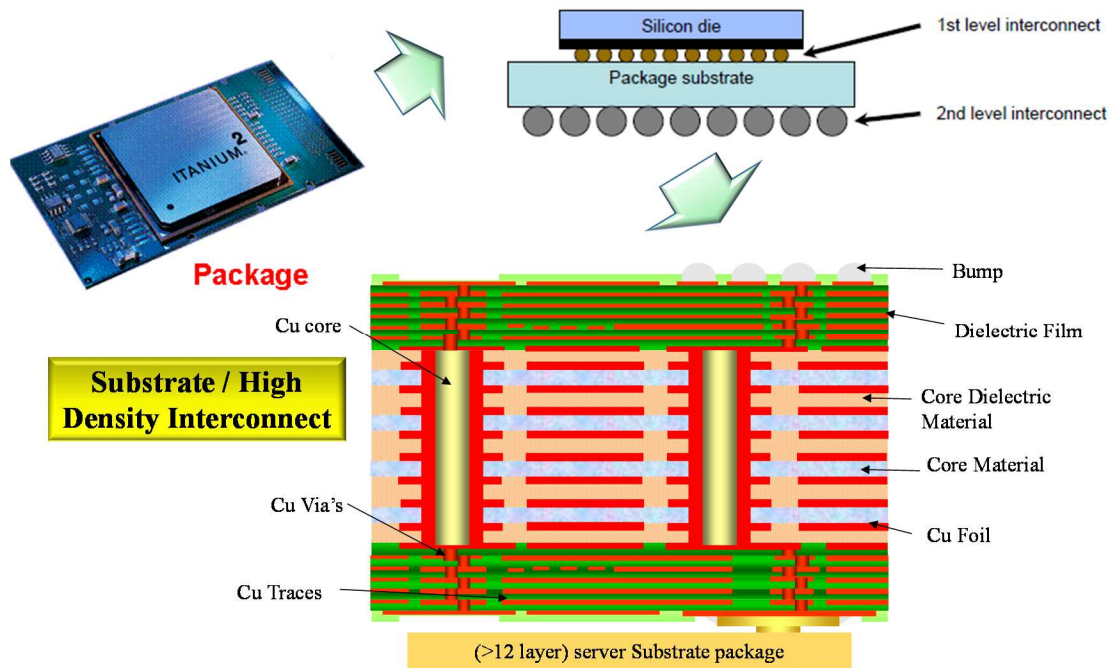 Silicon die
1st level interconnect
Package substrate
2nd level interconnect
ITANIUM. 2
Package
Bump
Cu core
Dielectric Film
Substrate / High
Density Interconnect
Core Dielectric
Material
Core Material
Cu Via's
Cu Foil
Cu Traces
(>12 layer) server Substrate package